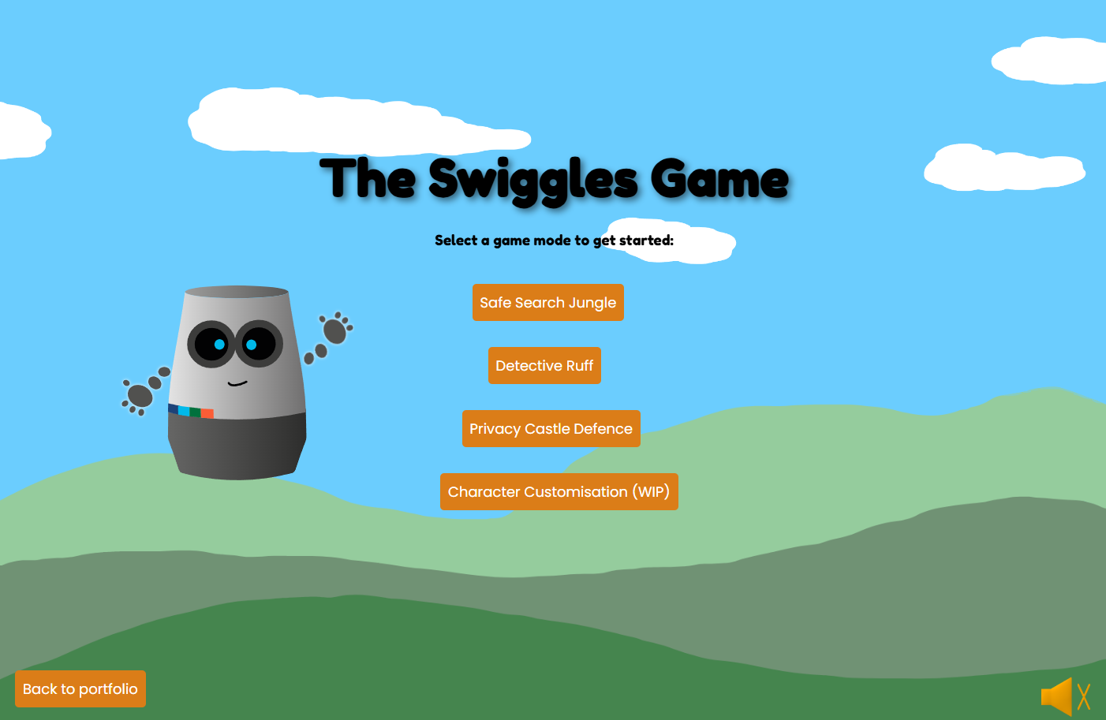 The Swiggles Game
Select a game mode to get started:
Safe Search Jungle
Detective Ruff
Privacy Castle Defence
Character Customisation (WIP)
Back to portfolio